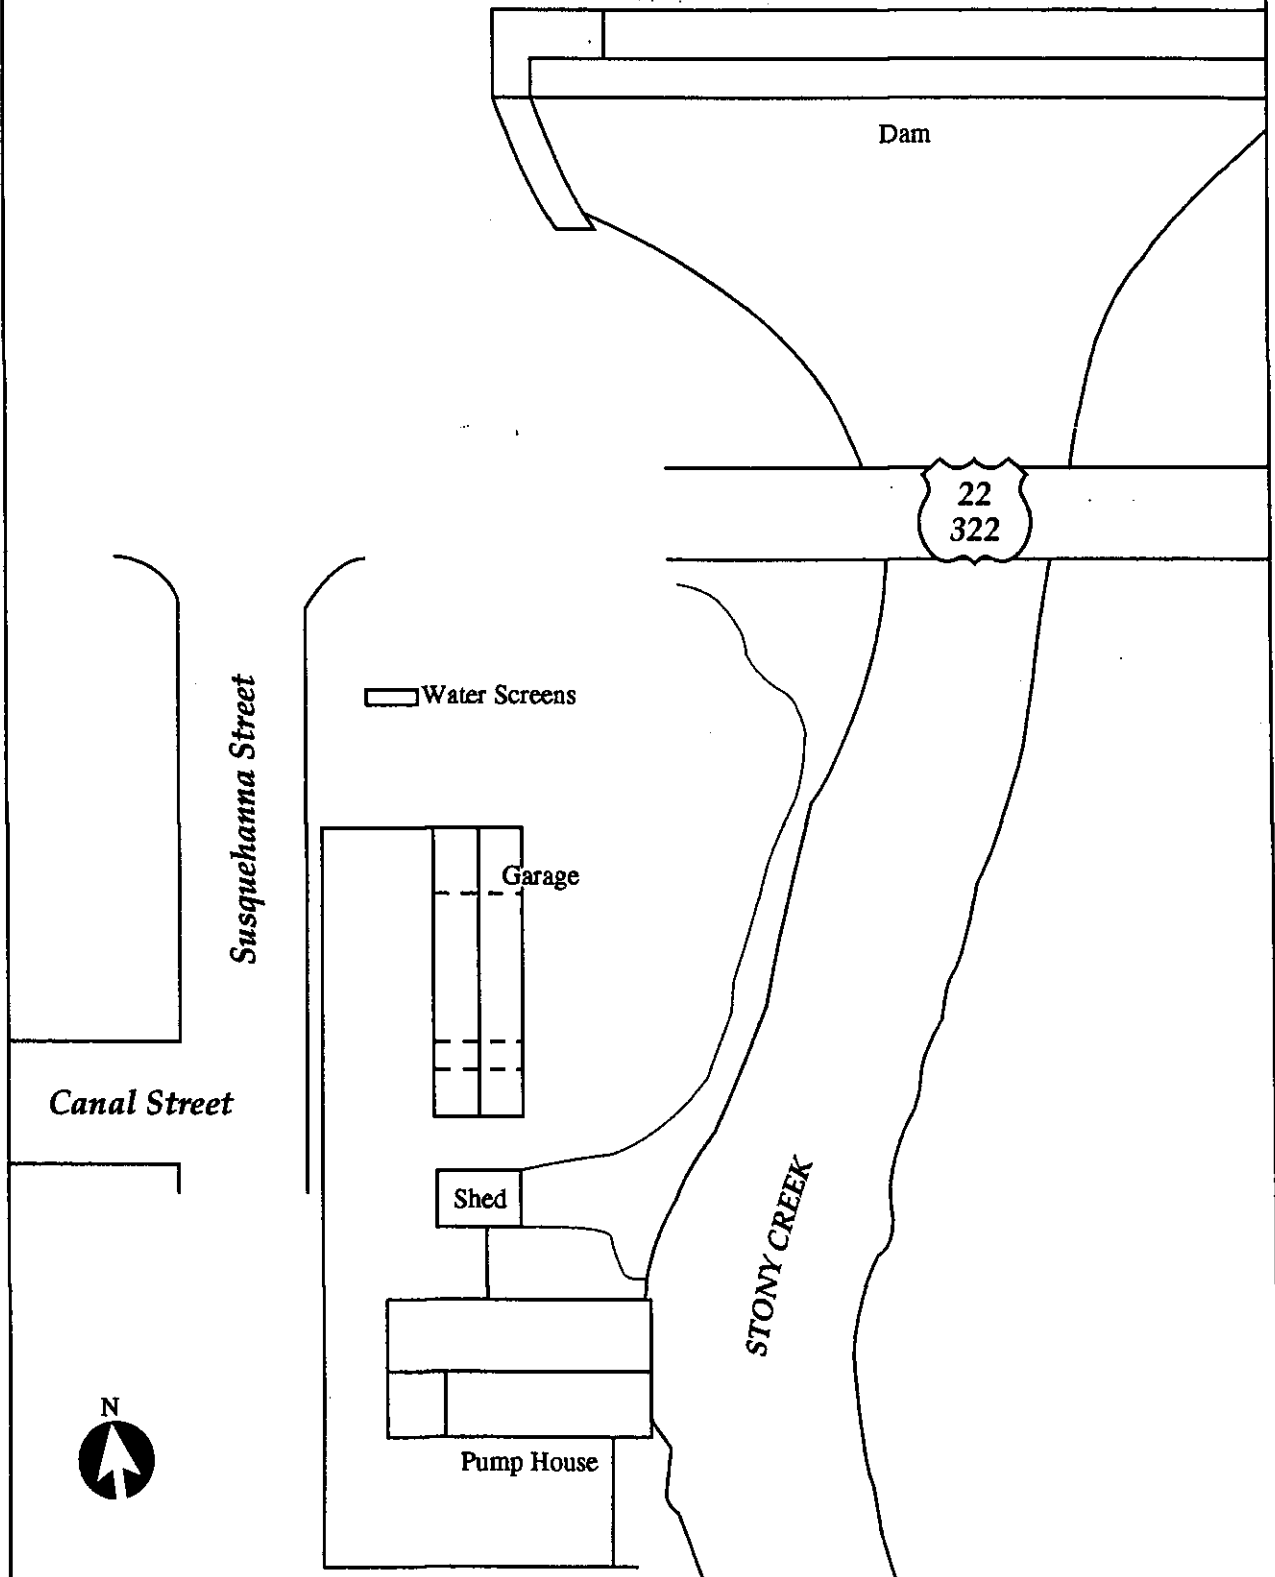 Dam
22
322
Water Screens
Susquehanna Street
Garage
Canal Street
Shed
STONY CREEK
N
Pump House